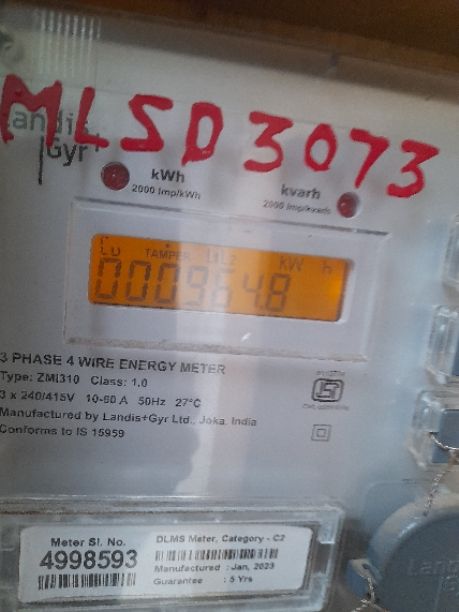 MLSD3073
Landis
Gyr
kWh
2000 Imp/kWh
kvarh
2000 Imp/kvarh
TAMPER L1L2 kW h
3 PHASE 4 WIRE ENERGY METER
Type: ZMI310 Class: 1.0
3 x 240/415V 10-60 A 50Hz 27°C
Manufactured by Landis+Gyr Ltd., Joka, India
Conforms to IS 15959
Meter Sl. No.
4998593
DLMS Meter, Category - C2
Manufactured : Jan, 2023
Guarantee : 5 Yrs
Landis